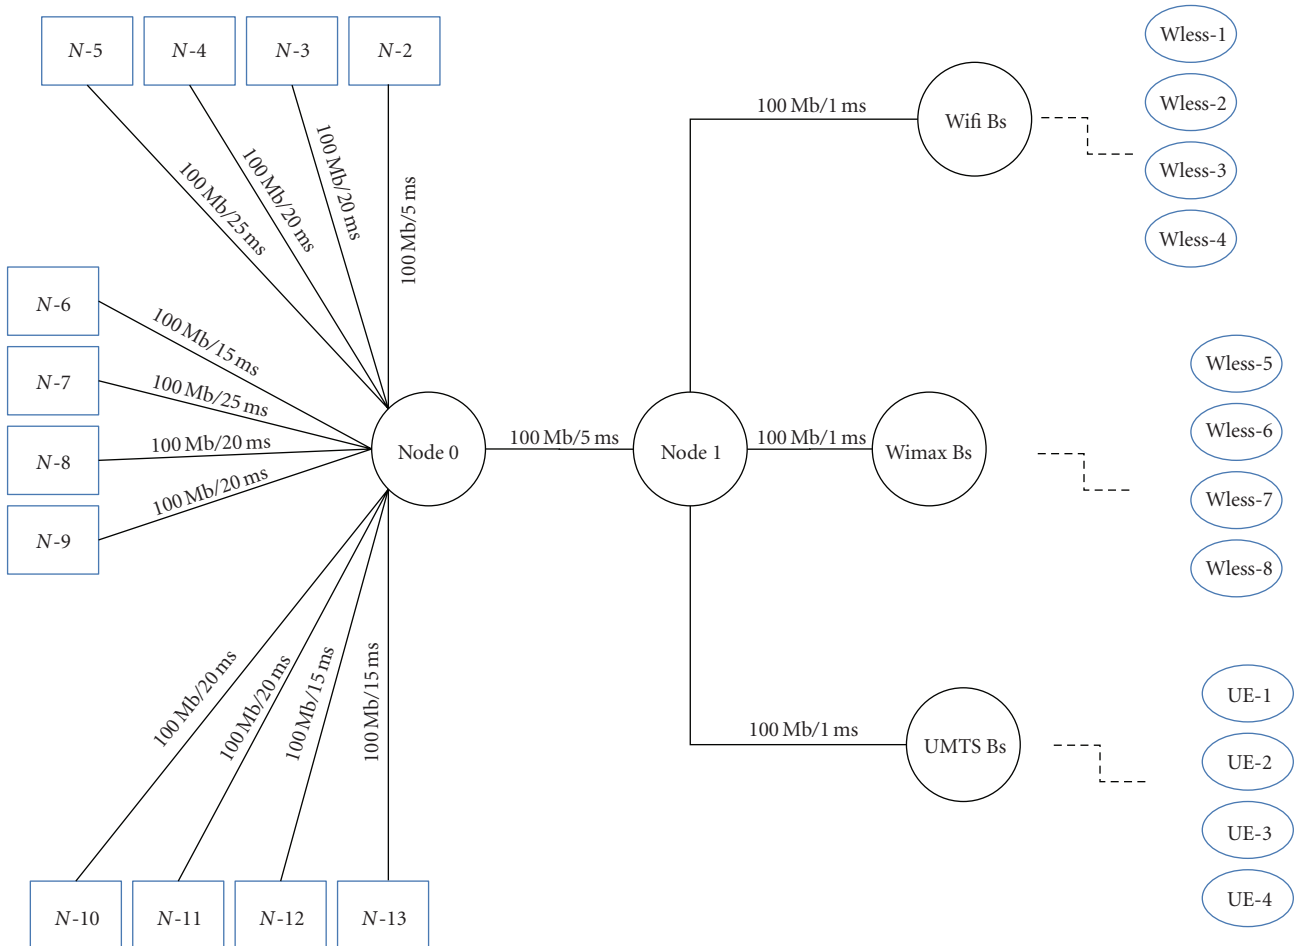 N-5
N-4
N-3
N-2
100 Mb/25 ms
100 Mb/20 ms
100 Mb/20 ms
100 Mb/5 ms
N-6
N-7
N-8
N-9
100 Mb/15 ms
100 Mb/25 ms
100 Mb/20 ms
100 Mb/20 ms
Node 0
100 Mb/5 ms
Node 1
100 Mb/1 ms
Wifi Bs
100 Mb/1 ms
Wimax Bs
100 Mb/1 ms
UMTS Bs
Wless-1
Wless-2
Wless-3
Wless-4
Wless-5
Wless-6
Wless-7
Wless-8
UE-1
UE-2
UE-3
UE-4
100 Mb/20 ms
100 Mb/20 ms
100 Mb/15 ms
100 Mb/15 ms
N-10
N-11
N-12
N-13